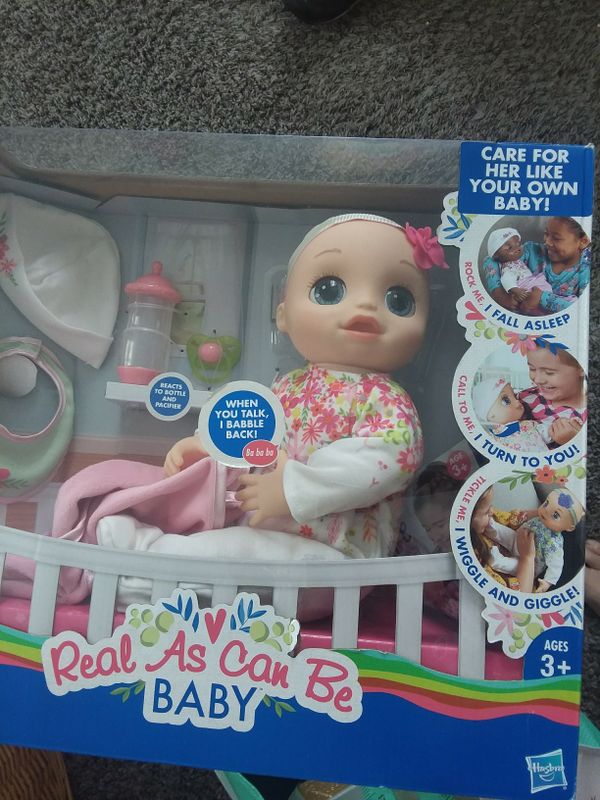 CARE FOR
HER LIKE
YOUR OWN
BABY!
ROCK ME, I FALL ASLEEP
CALL TO ME, I TURN TO YOU!
TICKLE ME, I WIGGLE AND GIGGLE!
REACTS
TO BOTTLE
AND
PACIFIER
WHEN
YOU TALK,
I BABBLE
BACK!
Ba ba ba
AGE
3+
Real As Can Be
BABY
AGES
3+
Hasbro